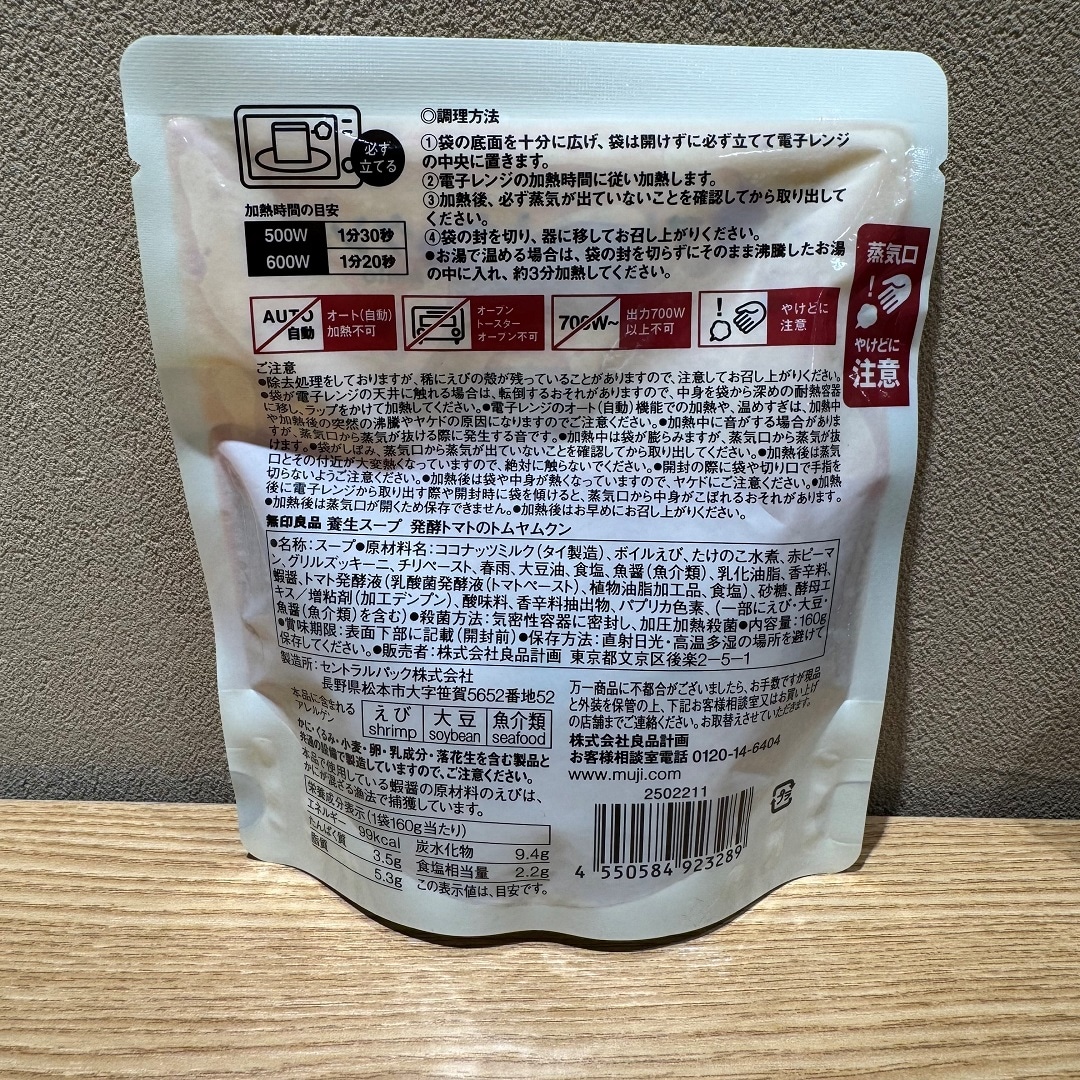 必ず
立てる
◎調理方法
①袋の底面を十分に広げ、袋は開けずに必ず立てて電子レンジ
の中央に置きます。
②電子レンジの加熱時間に従い加熱します。
③加熱後、必ず蒸気が出ていないことを確認してから取り出して
ください。
④袋の封を切り、器に移してお召し上がりください。
●お湯で温める場合は、袋の封を切らずにそのまま沸騰したお湯
の中に入れ、約3分加熱してください。
加熱時間の目安
500W 1分30秒
600W 1分20秒
蒸気口
やけどに
注意
AUTO
自動
オート(自動)
加熱不可
オーブン
トースター
オーブン不可
700W~
出力700W
以上不可
やけどに
注意
ご注意
●除去処理をしておりますが、稀にえびの殻が残っていることがありますので、注意してお召し上がりください。
●袋が電子レンジの天井に触れる場合は、転倒するおそれがありますので、中身を袋から深めの耐熱容器
に移し、ラップをかけて加熱してください。●電子レンジのオート(自動)機能での加熱や、温めすぎは、加熱中
や加熱後の突然の沸騰やヤケドの原因になりますのでご注意ください。●加熱中に音がする場合がありま
すが、蒸気口から蒸気が抜ける際に発生する音です。●加熱中は袋が膨らみますが、蒸気口から蒸気が抜
けます。●袋がしぼみ、蒸気口から蒸気が出ていないことを確認してから取り出してください。●加熱後は蒸気
口とその付近が大変熱くなっていますので、絶対に触らないでください。●開封の際に袋や切り口で手指を
切らないようご注意ください。●加熱後は袋や中身が熱くなっていますので、ヤケドにご注意ください。●加熱
後に電子レンジから取り出す際や開封時に袋を傾けると、蒸気口から中身がこぼれるおそれがあります。
●加熱後は蒸気口が開くため保存できません。●加熱後はお早めにお召し上がりください。
無印良品 養生スープ 発酵トマトのトムヤムクン
●名称:スープ●原材料名:ココナッツミルク(タイ製造)、ボイルえび、たけのこ水煮、赤ピーマ
ン、グリルズッキーニ、チリペースト、春雨、大豆油、食塩、魚醤(魚介類)、乳化油脂、香辛料、
蝦醤、トマト発酵液(乳酸菌発酵液(トマトペースト)、植物油脂加工品、食塩)、砂糖、酵母エ
キス/増粘剤(加工デンプン)、酸味料、香辛料抽出物、パプリカ色素、(一部にえび・大豆・
魚醤(魚介類)を含む)●殺菌方法:気密性容器に密封し、加圧加熱殺菌●内容量:160g
●賞味期限:表面下部に記載(開封前)●保存方法:直射日光・高温多湿の場所を避けて
保存してください。●販売者:株式会社良品計画 東京都文京区後楽2-5-1
製造所:セントラルパック株式会社
長野県松本市大字笹賀5652番地52
本品に含まれる
アレルゲン
えび
shrimp
大豆
soybean
魚介類
seafood
かに・くるみ・小麦・卵・乳成分・落花生を含む製品と
共通の設備で製造していますので、ご注意ください。
本品で使用している蝦醤の原材料のえびは、
かにが混ざる漁法で捕獲しています。
栄養成分表示(1袋160g当たり)
エネルギー 99kcal 炭水化物 9.4g
たんぱく質 3.5g 食塩相当量 2.2g
脂質 5.3g この表示値は、目安です。
万一商品に不都合がございましたら、お手数ですが現品
と外装を保管の上、下記お客様相談室又はお買い上げ
の店舗までご連絡ください。お取替えさせていただきます。
株式会社良品計画
お客様相談室電話 0120-14-6404
www.muji.com
2502211
4 550584 923289
プラ